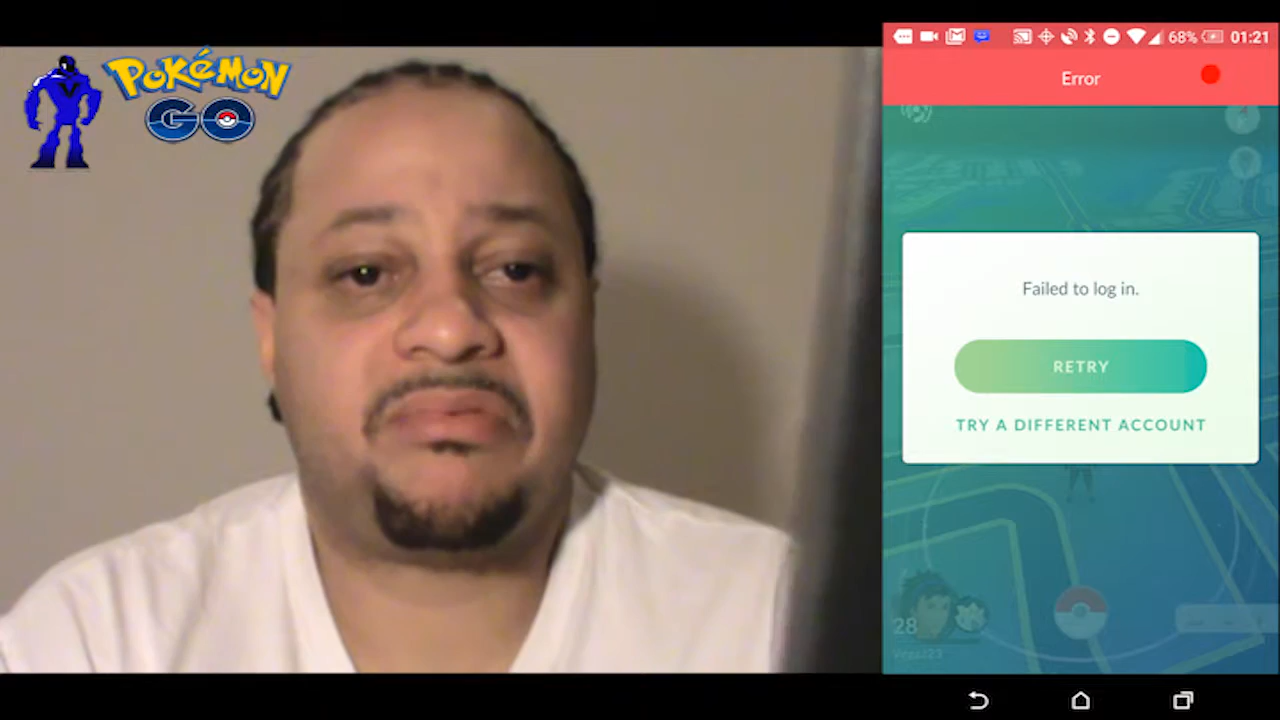 POKÉMON
GO
68% 01:21
Error
Failed to log in.
RETRY
TRY A DIFFERENT ACCOUNT
28